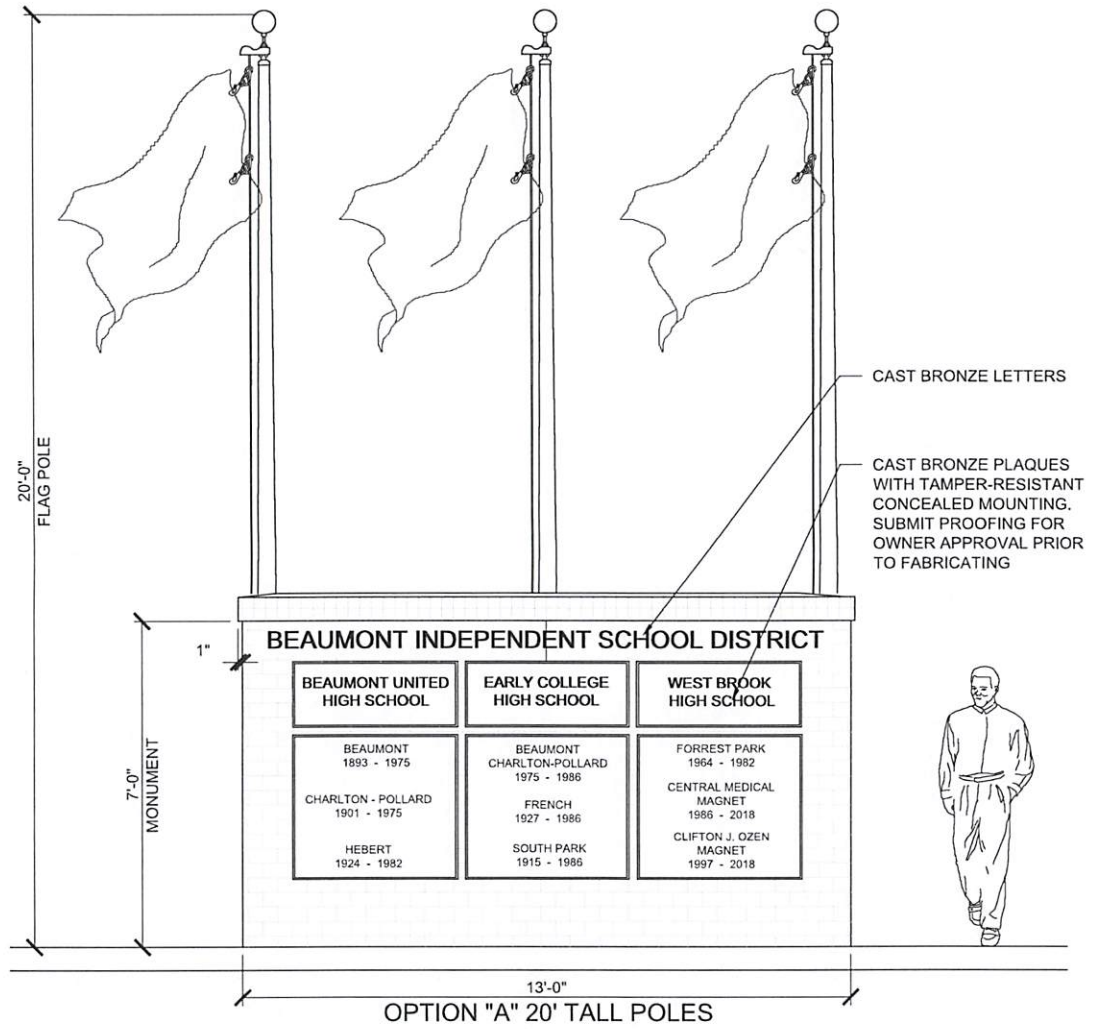 20'-0"
FLAG POLE
CAST BRONZE LETTERS
CAST BRONZE PLAQUES
WITH TAMPER-RESISTANT
CONCEALED MOUNTING.
SUBMIT PROOFING FOR
OWNER APPROVAL PRIOR
TO FABRICATING
1"
7'-0"
MONUMENT
BEAUMONT INDEPENDENT SCHOOL DISTRICT
BEAUMONT UNITED
HIGH SCHOOL
EARLY COLLEGE
HIGH SCHOOL
WEST BROOK
HIGH SCHOOL
BEAUMONT
1893 - 1975
CHARLTON - POLLARD
1901 - 1975
HEBERT
1924 - 1982
BEAUMONT
CHARLTON-POLLARD
1975 - 1986
FRENCH
1927 - 1986
SOUTH PARK
1915 - 1986
FORREST PARK
1964 - 1982
CENTRAL MEDICAL
MAGNET
1986 - 2018
CLIFTON J. OZEN
MAGNET
1997 - 2018
13'-0"
OPTION "A" 20' TALL POLES